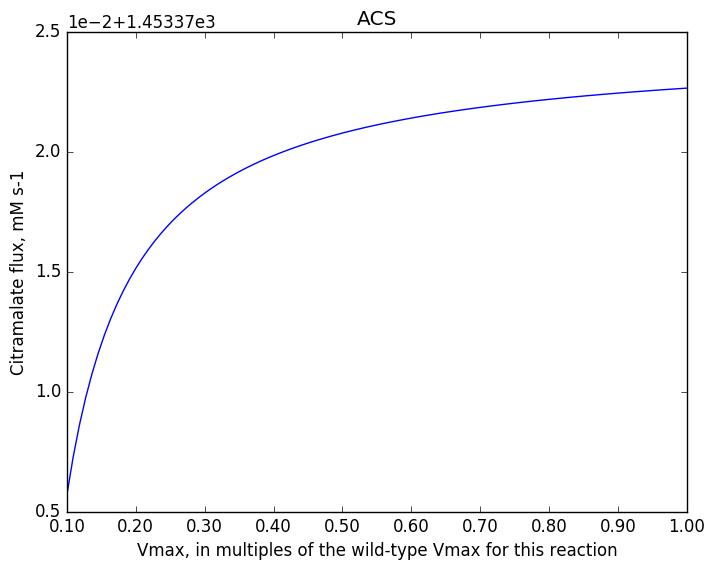 ACS
1e−2+1.45337e3
2.5
2.0
1.5
1.0
0.5
Citramalate flux, mM s-1
0.10 0.20 0.30 0.40 0.50 0.60 0.70 0.80 0.90 1.00
Vmax, in multiples of the wild-type Vmax for this reaction